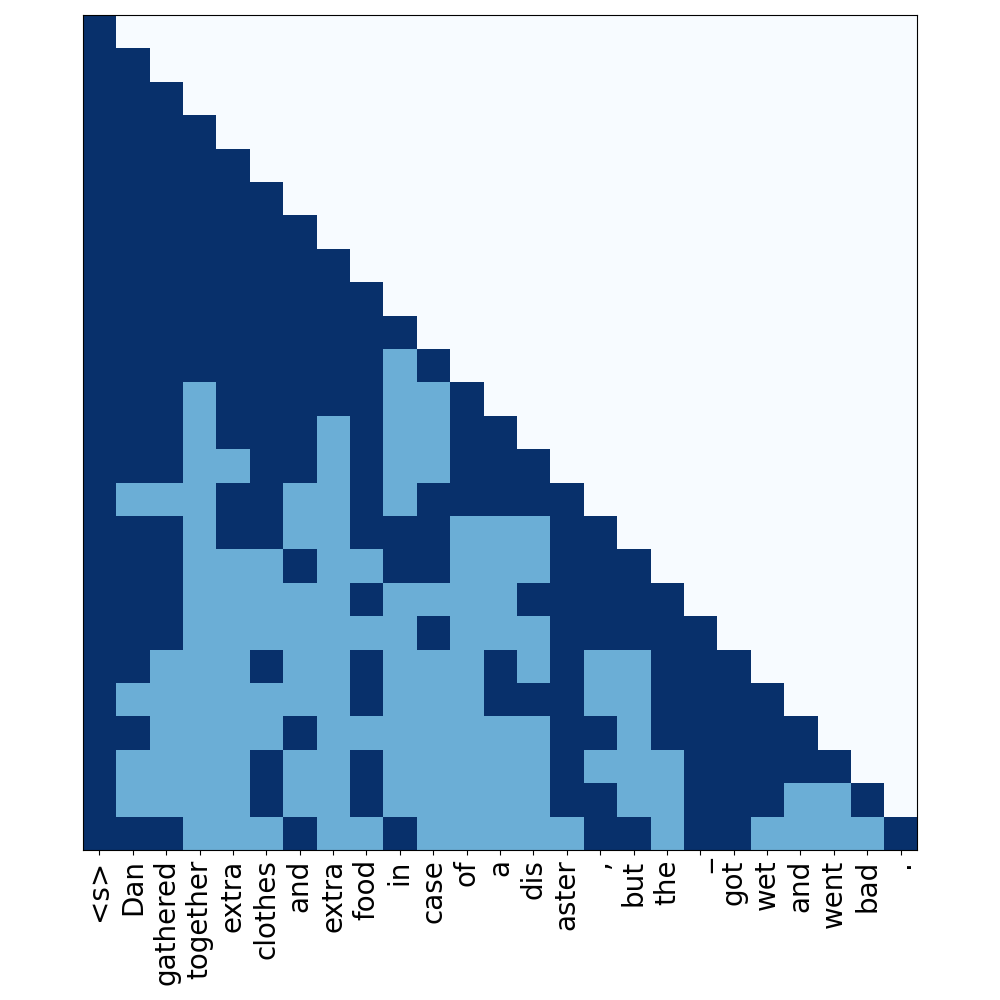 <s> Dan gathered together extra clothes and extra food in case of a dis aster , but the _ got wet and went bad .